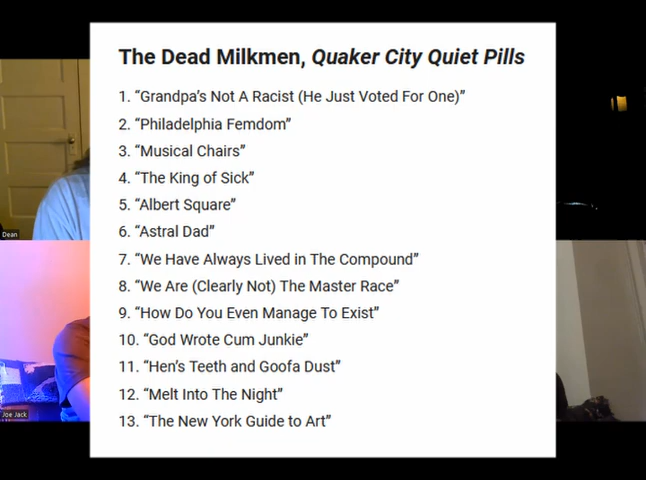 The Dead Milkmen, Quaker City Quiet Pills
1. “Grandpa’s Not A Racist (He Just Voted For One)”
2. “Philadelphia Femdom”
3. “Musical Chairs”
4. “The King of Sick”
5. “Albert Square”
6. “Astral Dad”
7. “We Have Always Lived in The Compound”
8. “We Are (Clearly Not) The Master Race”
9. “How Do You Even Manage To Exist”
10. “God Wrote Cum Junkie”
11. “Hen’s Teeth and Goofa Dust”
12. “Melt Into The Night”
13. “The New York Guide to Art”
Dean
Joe Jack